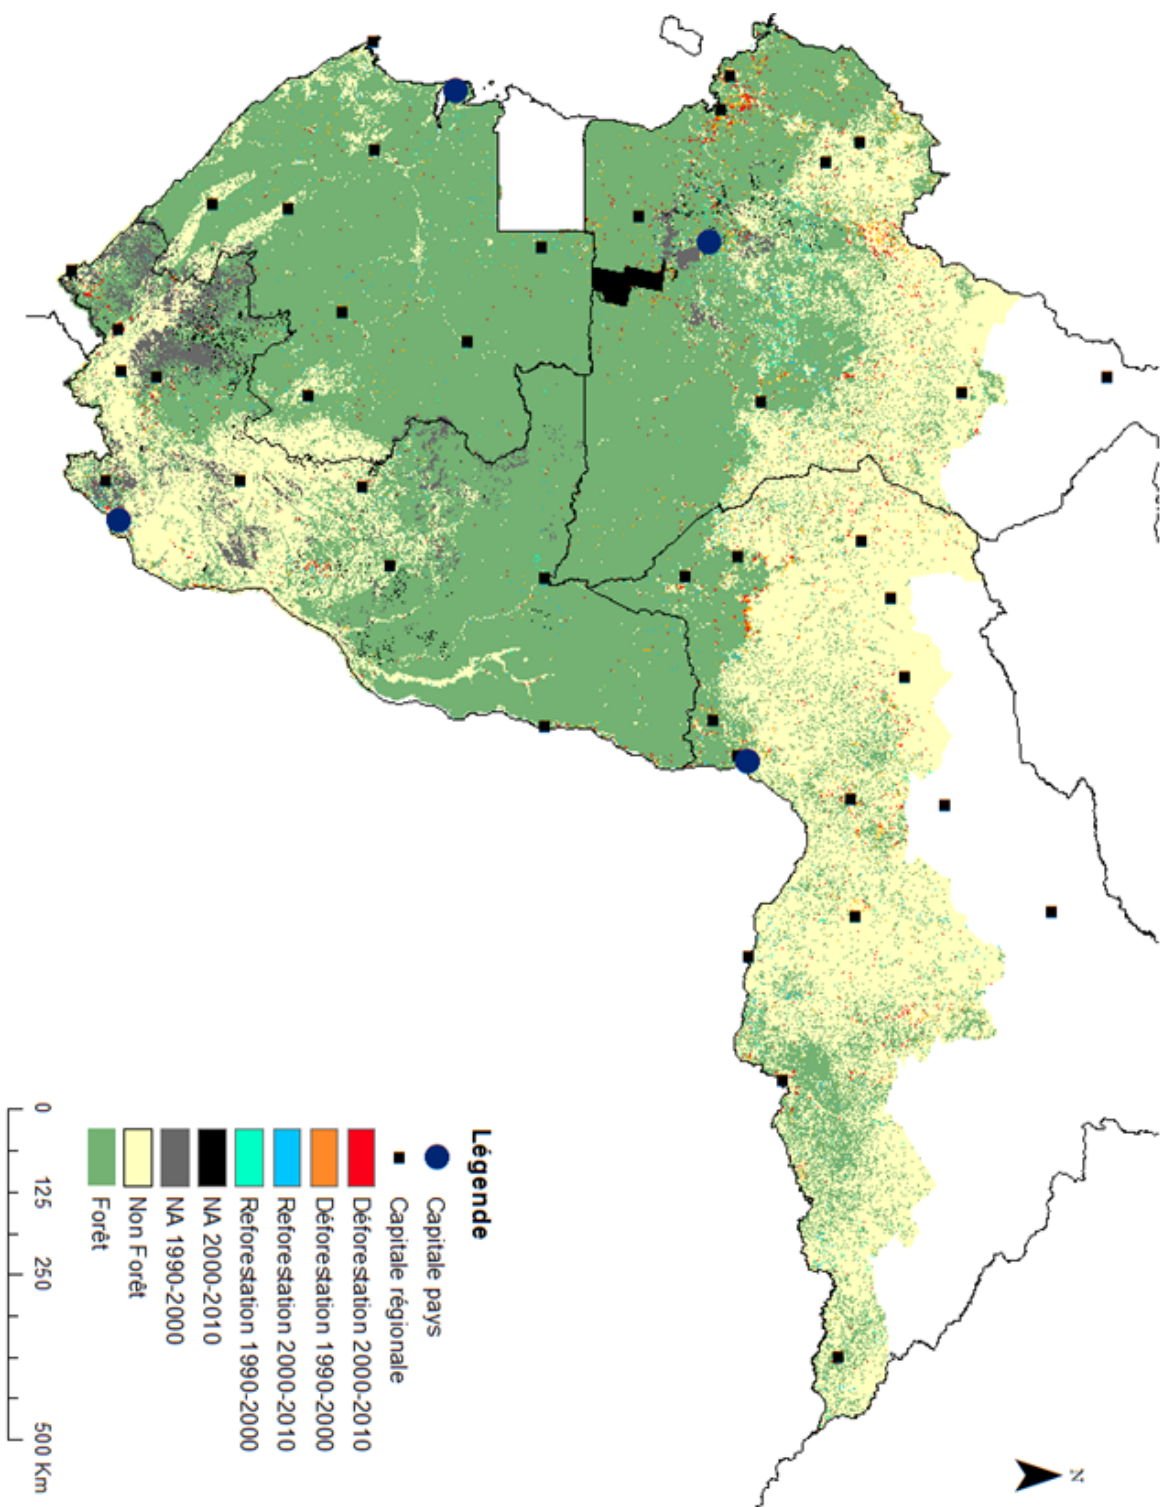 N
Légende
Capitale pays
Capitale régionale
Déforestation 2000-2010
Déforestation 1990-2000
Reforestation 2000-2010
Reforestation 1990-2000
NA 2000-2010
NA 1990-2000
Non Forêt
Forêt
0 125 250 500 Km